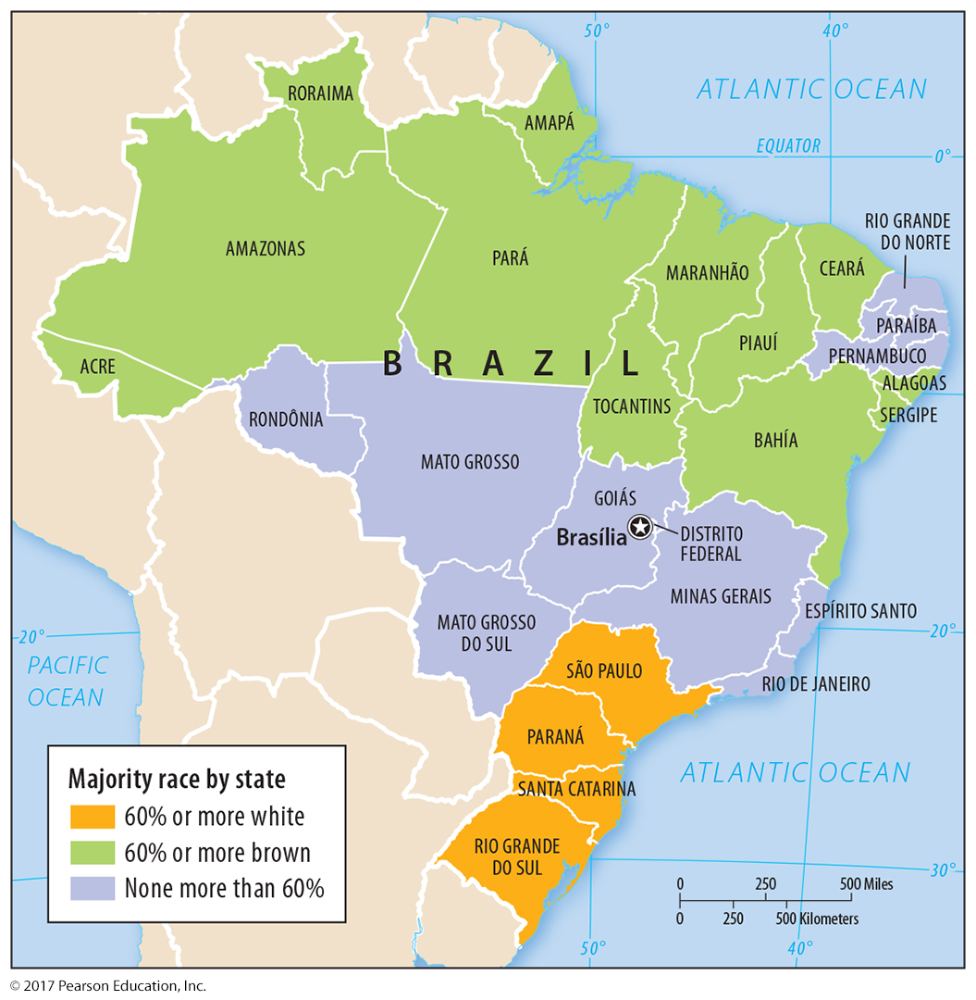 50°
40°
ATLANTIC OCEAN
RORAIMA
AMAPÁ
EQUATOR
0°
RIO GRANDE
DO NORTE
AMAZONAS
PARÁ
MARANHÃO
CEARÁ
PARAÍBA
PIAUÍ
PERNAMBUCO
ACRE
BRAZIL
ALAGOAS
TOCANTINS
SERGIPE
RONDÔNIA
BAHÍA
MATO GROSSO
GOIÁS
Brasília
DISTRITO
FEDERAL
MINAS GERAIS
ESPÍRITO SANTO
MATO GROSSO
DO SUL
20°
20°
PACIFIC
OCEAN
SÃO PAULO
RIO DE JANEIRO
PARANÁ
ATLANTIC OCEAN
SANTA CATARINA
RIO GRANDE
DO SUL
Majority race by state
60% or more white
60% or more brown
None more than 60%
30°
0 250 500 Miles
0 250 500 Kilometers
50°
40°
© 2017 Pearson Education, Inc.